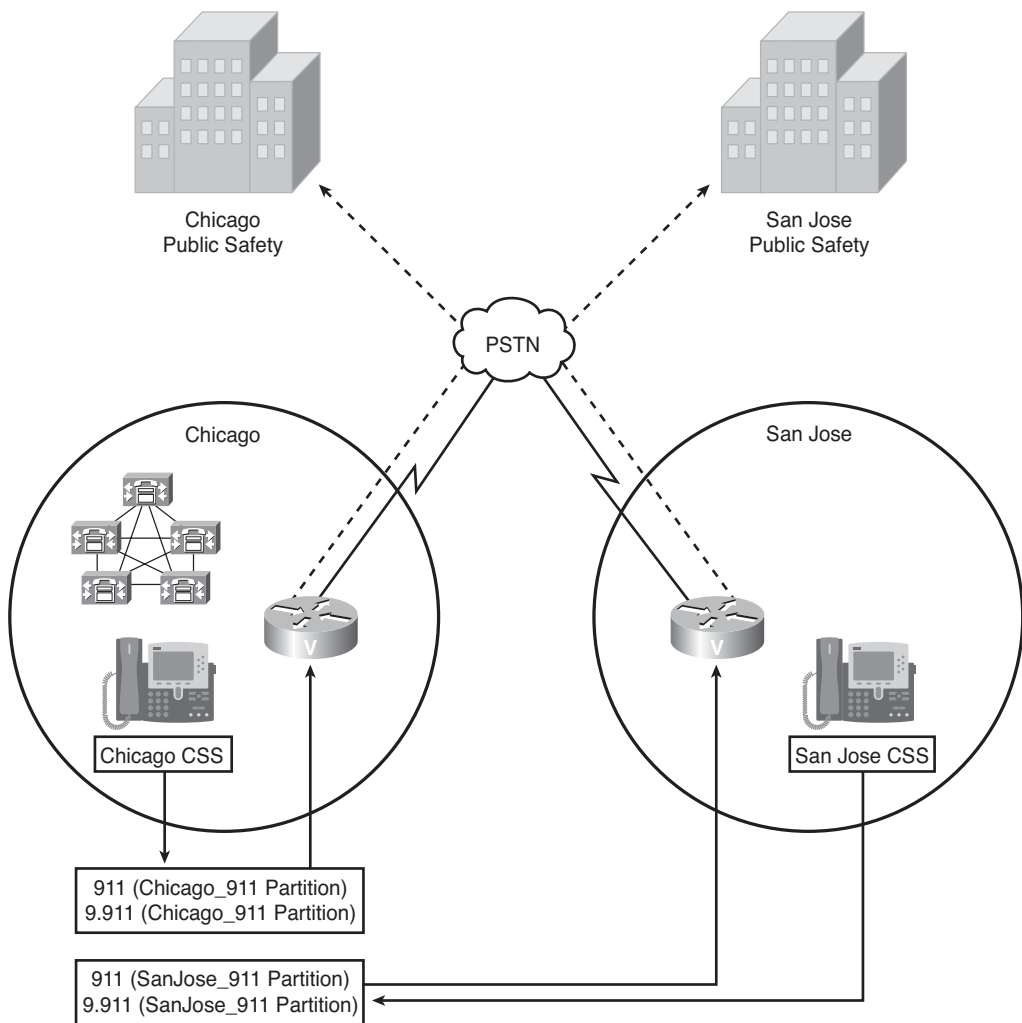 Chicago
Public Safety
San Jose
Public Safety
PSTN
Chicago
San Jose
V
V
Chicago CSS
San Jose CSS
911 (Chicago_911 Partition)
9.911 (Chicago_911 Partition)
911 (SanJose_911 Partition)
9.911 (SanJose_911 Partition)